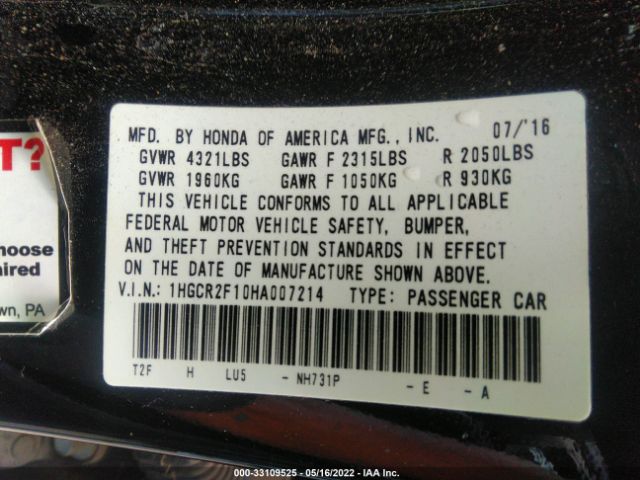 MFD. BY HONDA OF AMERICA MFG., INC. 07/'16
GVWR 4321LBS GAWR F 2315LBS R 2050LBS
GVWR 1960KG GAWR F 1050KG R 930KG
THIS VEHICLE CONFORMS TO ALL APPLICABLE
FEDERAL MOTOR VEHICLE SAFETY, BUMPER,
AND THEFT PREVENTION STANDARDS IN EFFECT
ON THE DATE OF MANUFACTURE SHOWN ABOVE.
V.I.N.: 1HGCR2F10HA007214 TYPE: PASSENGER CAR
T2F H LU5 - NH731P - E - A
T?
hoose
ired
wn, PA
000-33109525 - 05/16/2022 - IAA Inc.